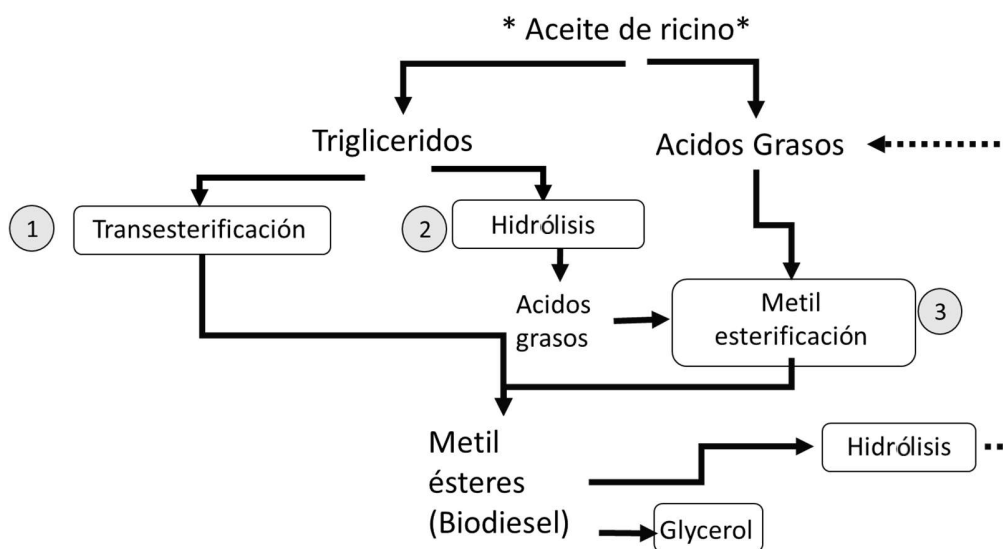 * Aceite de ricino*
Trigliceridos
Acidos Grasos
1
Transesterificación
2
Hidrólisis
Acidos
grasos
Metil
esterificación
3
Metil
ésteres
(Biodiesel)
Hidrólisis
Glycerol